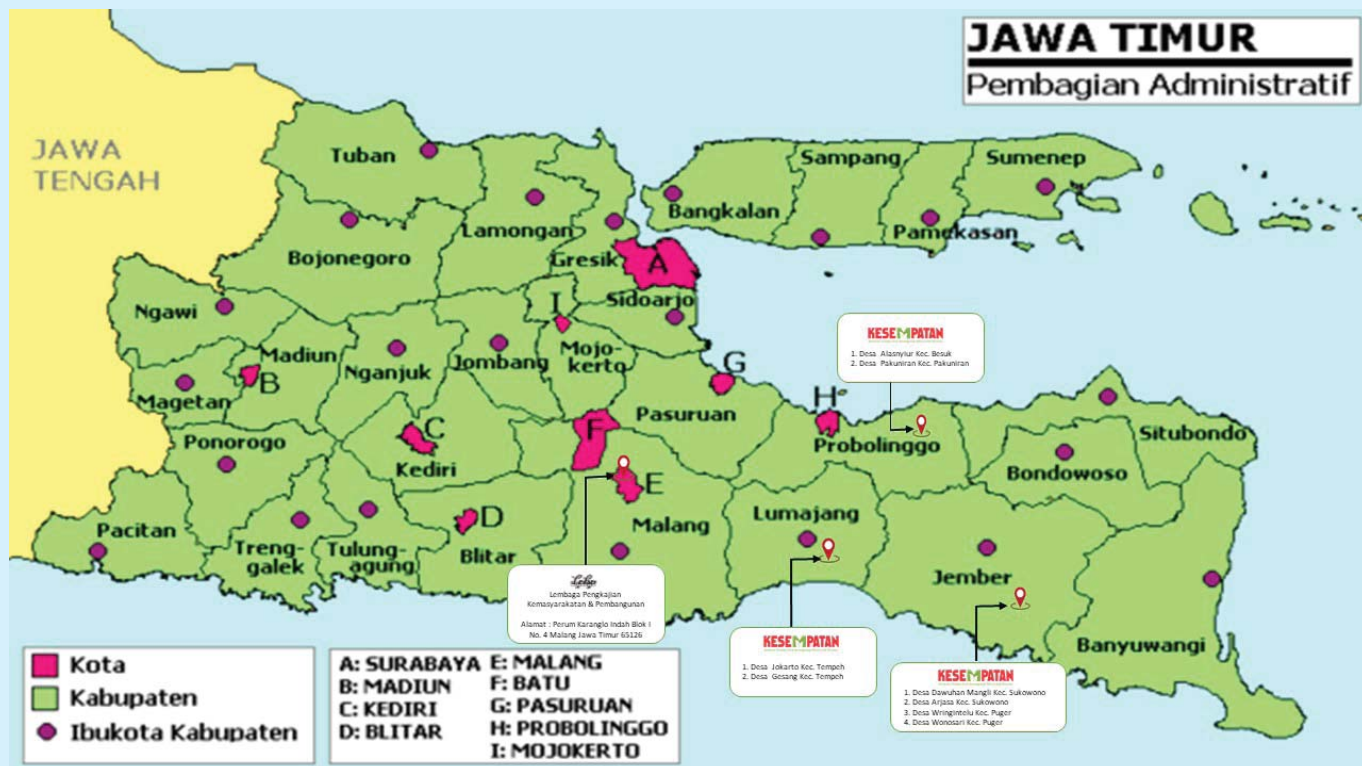 JAWA TIMUR
Pembagian Administratif
JAWA
TENGAH
Tuban
Lamongan
Bojonegoro
Gresik
A
Bangkalan
Sampang
Pamekasan
Sumenep
Ngawi
Madiun
B
Magetan
Nganjuk
Jombang
I
Mojo-
kerto
Sidoarjo
G
Pasuruan
H
Probolinggo
Situbondo
Bondowoso
Ponorogo
C
Kediri
F
E
Malang
D
Blitar
Pacitan
Treng-
galek
Tulung-
agung
Lumajang
Jember
Banyuwangi
KESEMPATAN
1. Desa Alasnyiur Kec. Besuk
2. Desa Pakuniran Kec. Pakuniran
Lembaga Pengkajian
Kemasyarakatan & Pembangunan
Alamat : Perum Karanglo Indah Blok I
No. 4 Malang Jawa Timur 65126
KESEMPATAN
1. Desa Jokarto Kec. Tempeh
2. Desa Gesang Kec. Tempeh
KESEMPATAN
1. Desa Dawuhan Mangli Kec. Sukowono
2. Desa Arjasa Kec. Sukowono
3. Desa Wringintelu Kec. Puger
4. Desa Wonosari Kec. Puger
Kota
Kabupaten
Ibukota Kabupaten
A: SURABAYA
B: MADIUN
C: KEDIRI
D: BLITAR
E: MALANG
F: BATU
G: PASURUAN
H: PROBOLINGGO
I: MOJOKERTO